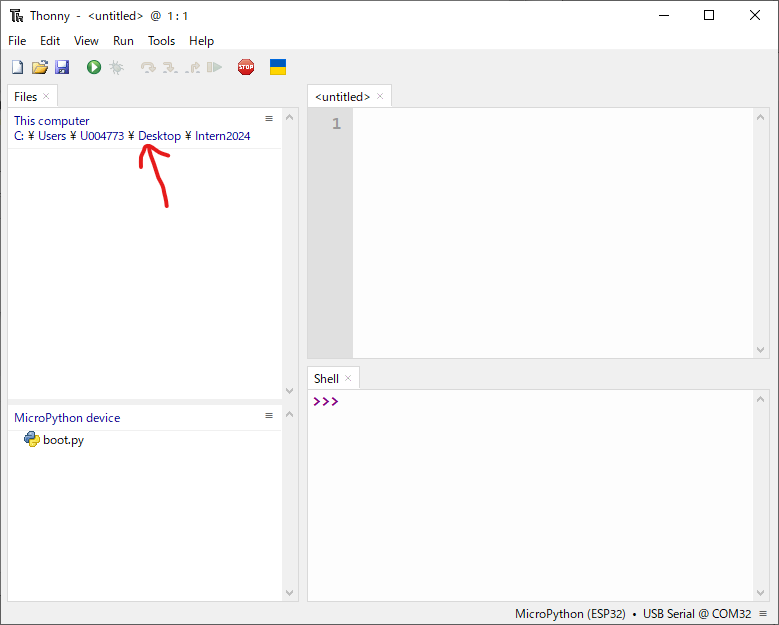 Thonny - <untitled> @ 1:1
File Edit View Run Tools Help
STOP
Files
<untitled>
This computer
C: ¥ Users ¥ U004773 ¥ Desktop ¥ Intern2024
1
Shell
>>>
MicroPython device
boot.py
MicroPython (ESP32) • USB Serial @ COM32